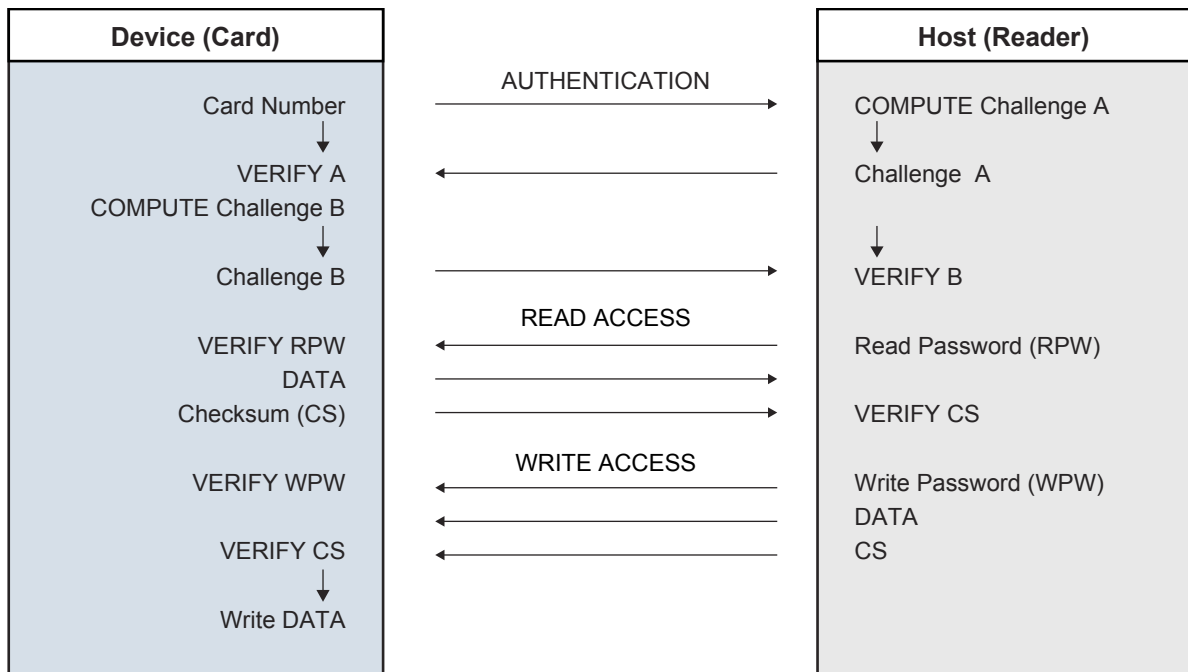 Device (Card)
Host (Reader)
AUTHENTICATION
Card Number
COMPUTE Challenge A
VERIFY A
Challenge A
COMPUTE Challenge B
Challenge B
VERIFY B
READ ACCESS
VERIFY RPW
Read Password (RPW)
DATA
Checksum (CS)
VERIFY CS
WRITE ACCESS
VERIFY WPW
Write Password (WPW)
DATA
VERIFY CS
CS
Write DATA